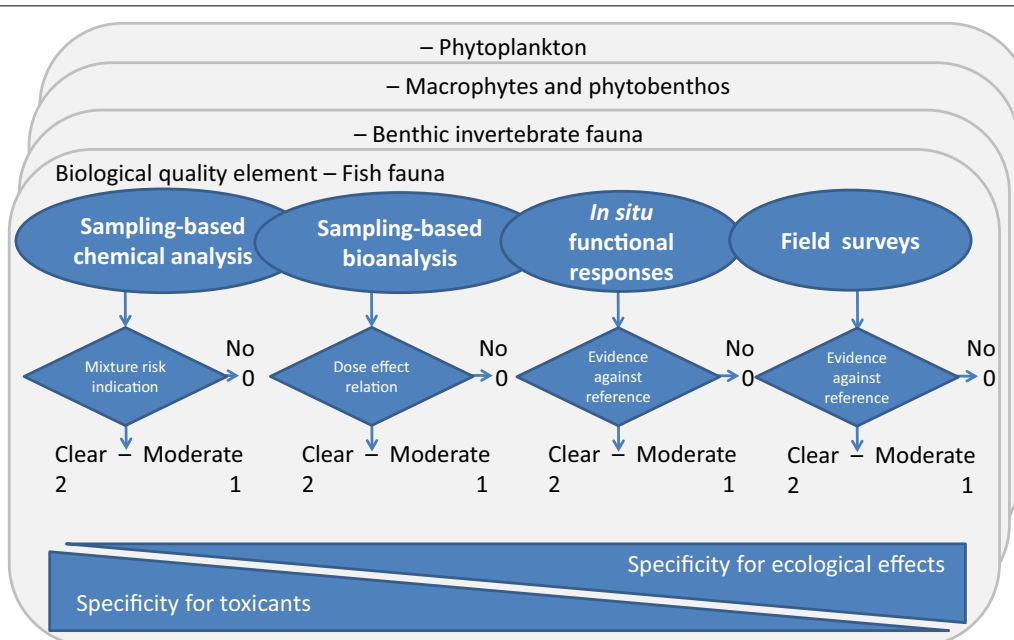 – Phytoplankton
– Macrophytes and phytobenthos
– Benthic invertebrate fauna
Biological quality element – Fish fauna
Sampling-based
chemical analysis
Sampling-based
bioanalysis
In situ
functional
responses
Field surveys
Mixture risk
indication
No
0
Dose effect
relation
No
0
Evidence
against
reference
No
0
Evidence
against
reference
No
0
Clear – Moderate
2 1
Clear – Moderate
2 1
Clear – Moderate
2 1
Clear – Moderate
2 1
Specificity for ecological effects
Specificity for toxicants